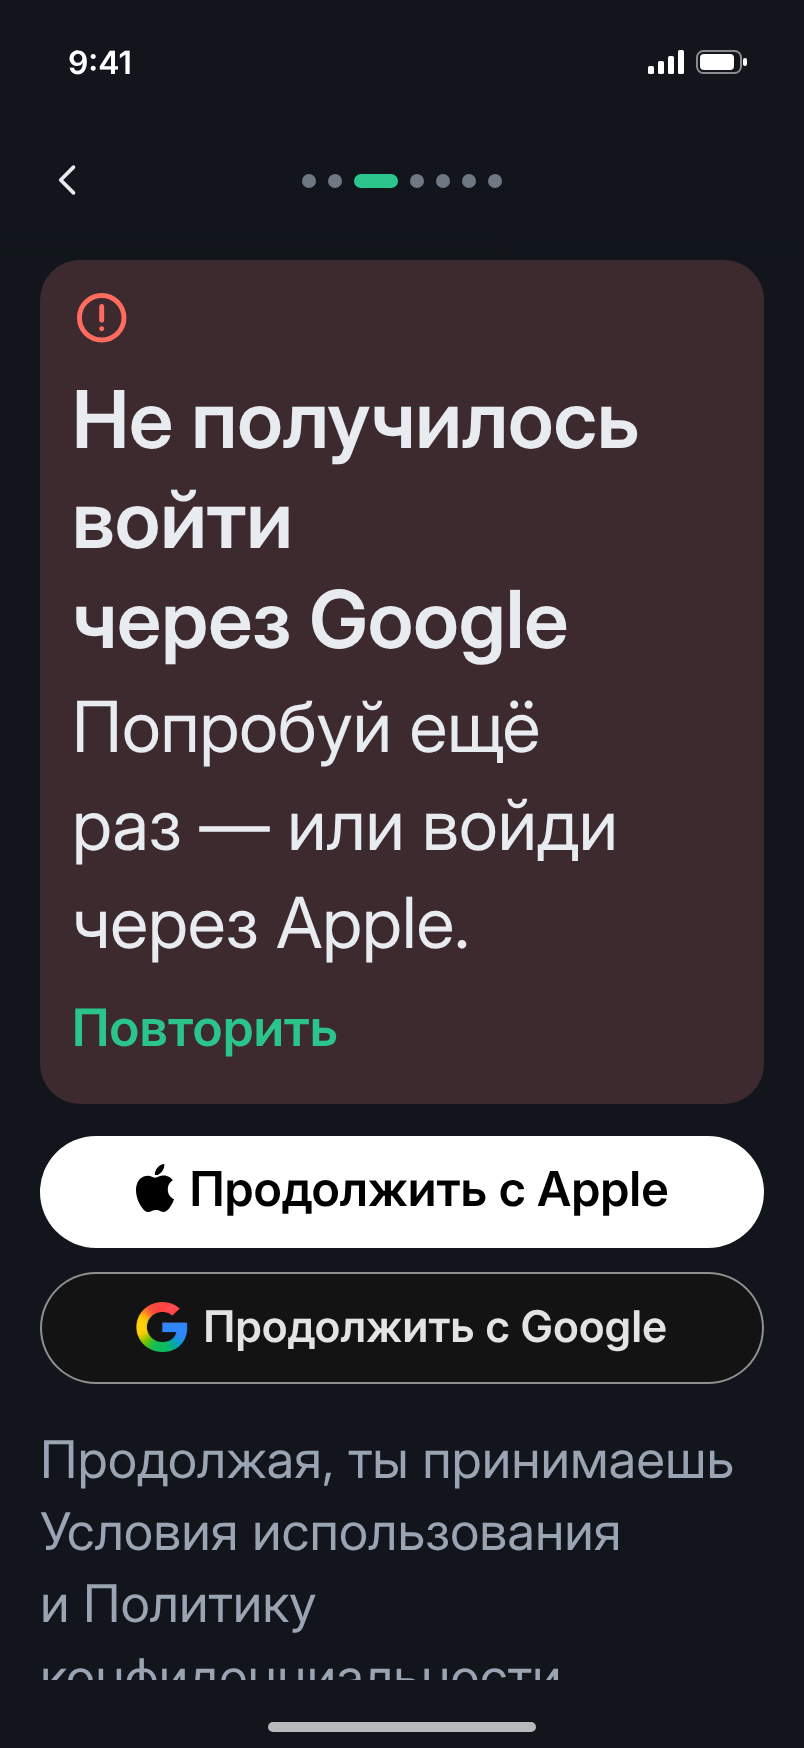 9:41
Не получилось
войти
через Google
Попробуй ещё
раз — или войди
через Apple.
Повторить
Продолжить с Apple
Продолжить с Google
Продолжая, ты принимаешь
Условия использования
и Политику
конфиденциальности